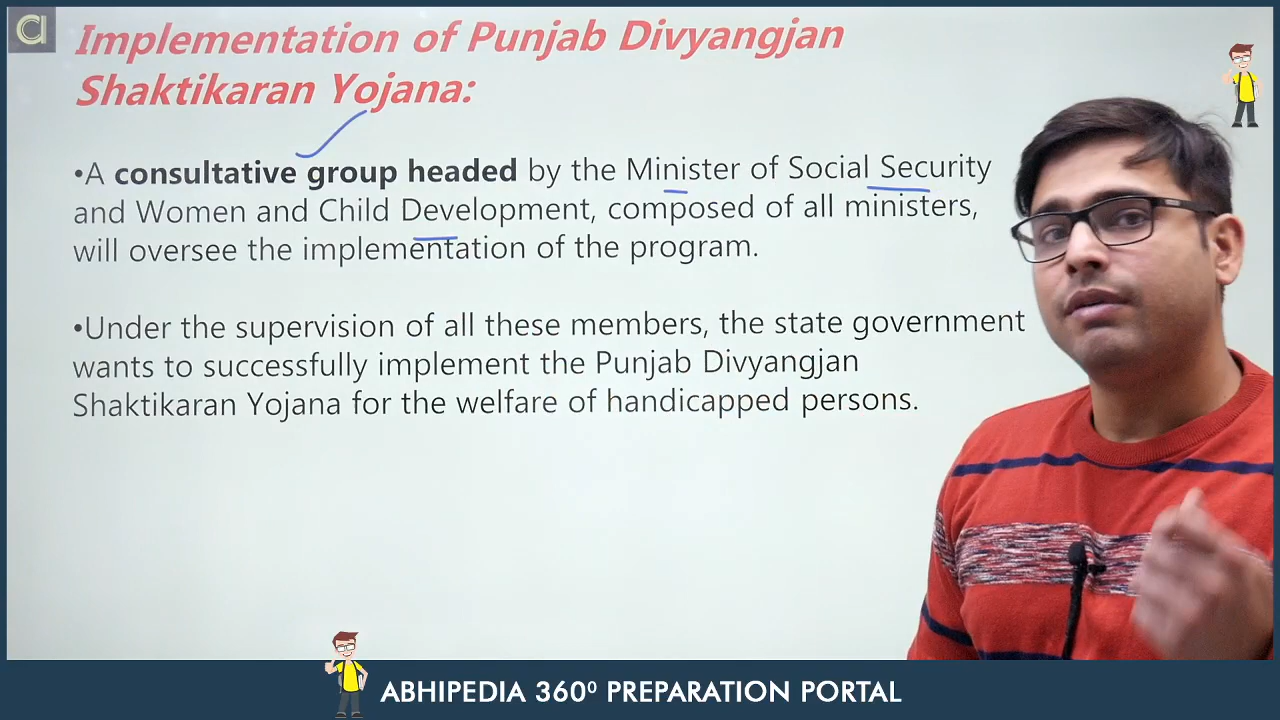 Implementation of Punjab Divyangjan
Shaktikaran Yojana:
•A consultative group headed by the Minister of Social Security
and Women and Child Development, composed of all ministers,
will oversee the implementation of the program.
•Under the supervision of all these members, the state government
wants to successfully implement the Punjab Divyangjan
Shaktikaran Yojana for the welfare of handicapped persons.
ABHIPEDIA 360⁰ PREPARATION PORTAL